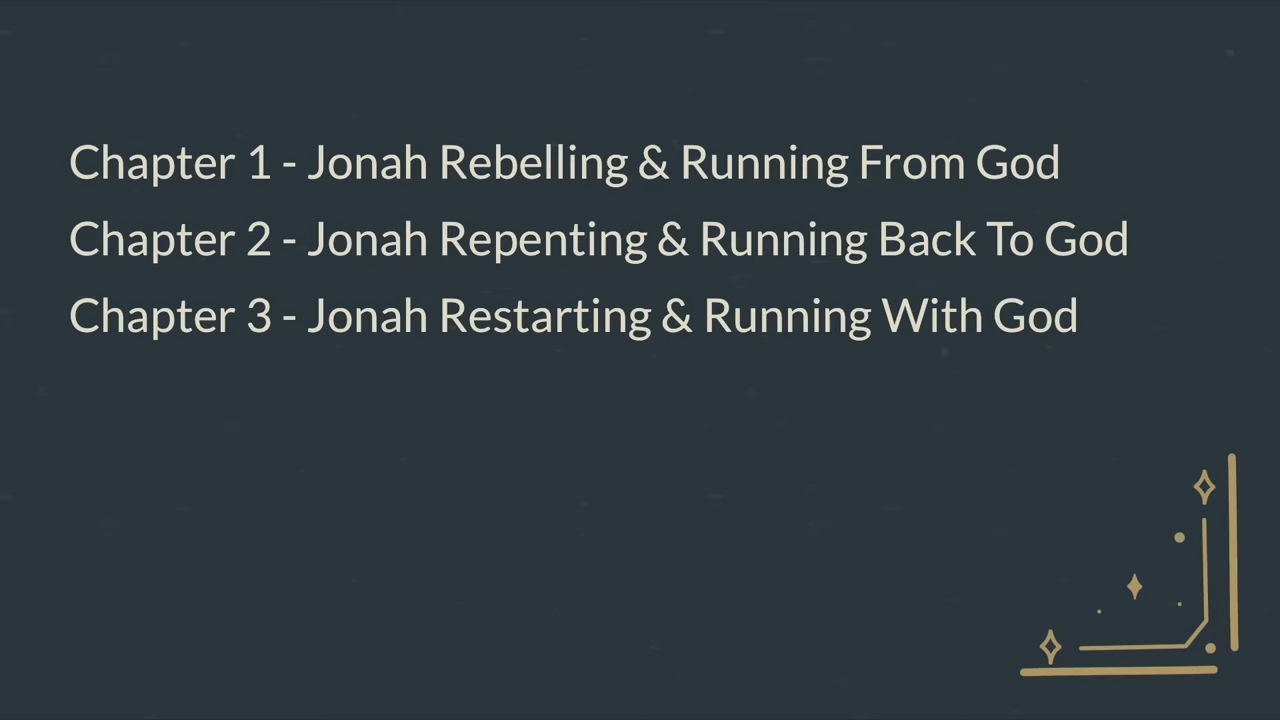 Chapter 1 - Jonah Rebelling & Running From God
Chapter 2 - Jonah Repenting & Running Back To God
Chapter 3 - Jonah Restarting & Running With God